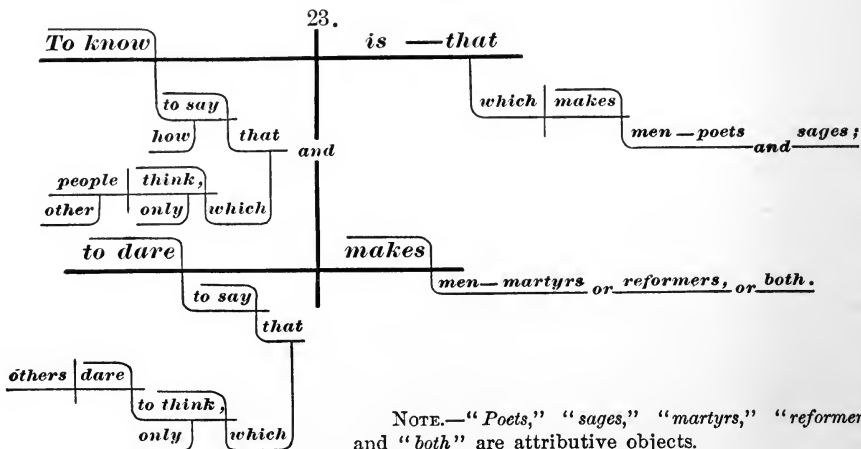 23.
To know is —that
to say which makes
how that and men—poets and sages;
people think,
other only which
to dare makes
to say men—martyrs or reformers, or both.
that
others dare
to think, NOTE.—“Poets,” “sages,” “martyrs,” “reformer
only which and “both” are attributive objects.